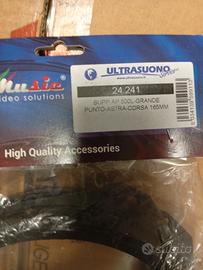 Music
video solutions
ULTRASUONO
24.241
SUPP.AP 500L-GRANDE
PUNTO-ASTRA-CORSA 165MM
High Quality Accessories
subito